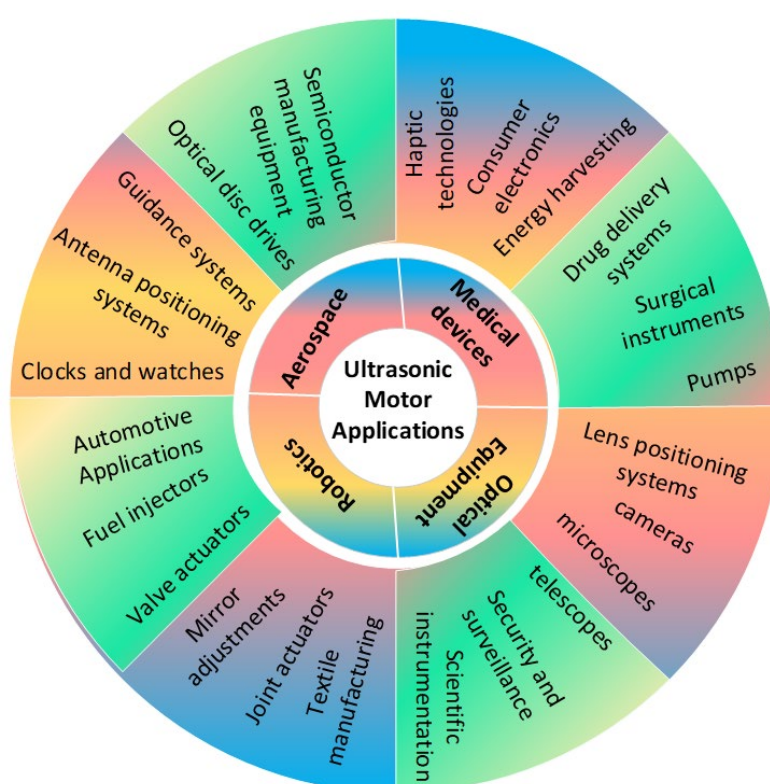 Ultrasonic
Motor
Applications
Aerospace
Medical
devices
Optical
Equipment
Robotics
Haptic
technologies
Consumer
electronics
Energy harvesting
Drug delivery
systems
Surgical
instruments
Pumps
Lens positioning
systems
cameras
microscopes
telescopes
Security and
surveillance
Scientific
instrumentation
Textile
manufacturing
Joint actuators
Mirror
adjustments
Valve actuators
Fuel injectors
Automotive
Applications
Clocks and watches
Antenna positioning
systems
Guidance systems
Optical disc drives
Semiconductor
manufacturing
equipment